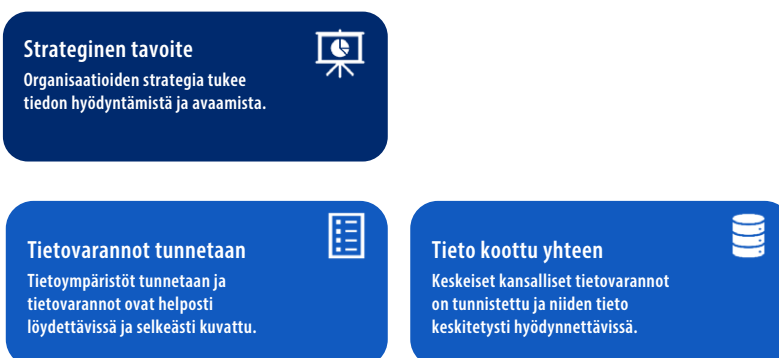 Strateginen tavoite
Organisaatioiden strategia tukee
tiedon hyödyntämistä ja avaamista.
Tietovarannot tunnetaan
Tietoympäristöt tunnetaan ja
tietovarannot ovat helposti
löydettävissä ja selkeästi kuvattu.
Tieto koottu yhteen
Keskeiset kansalliset tietovarannot
on tunnistettu ja niiden tieto
keskitetysti hyödynnettävissä.